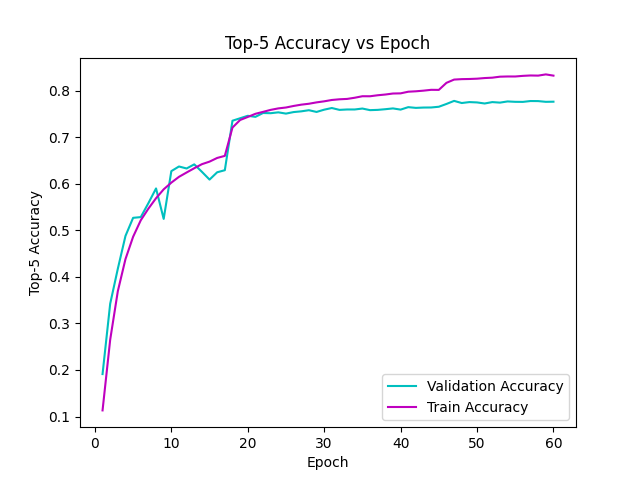 Top-5 Accuracy vs Epoch
0.8
0.7
0.6
0.5
0.4
0.3
0.2
0.1
Top-5 Accuracy
Validation Accuracy
Train Accuracy
0 10 20 30 40 50 60
Epoch